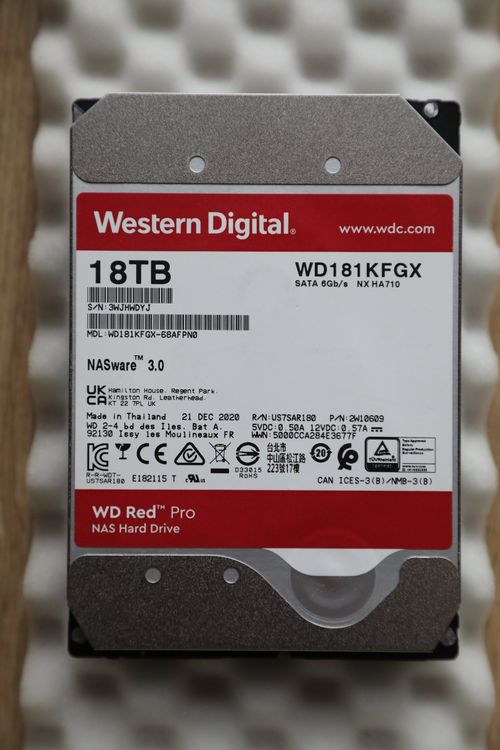 Western Digital®
www.wdc.com
18TB
WD181KFGX
SATA 6Gb/s NX HA710
S/N: 3WJHWDYJ
MDL: WD181KFGX-68AFPN0
NASware™ 3.0
UK CA
Hamilton House. Regent Park.
Kingston Rd. Leatherhead.
KT 22 7PL UK
Made in Thailand 21 DEC 2020 R/N: US7SAR180 P/N: 2W10609
WD 2-4 bd des Iles. Bat A. 5VDC: 0.50A 12VDC: 0.57A
92130 Issy les Moulineaux FR WWN: 5000CCA284E3677F
R-R-WDT-
US7SAR180
E182115 T
D33015
ROHS
台北市
中山區松江路
223號17樓
20
CAN ICES-3(B)/NMB-3(B)
WD Red™ Pro
NAS Hard Drive